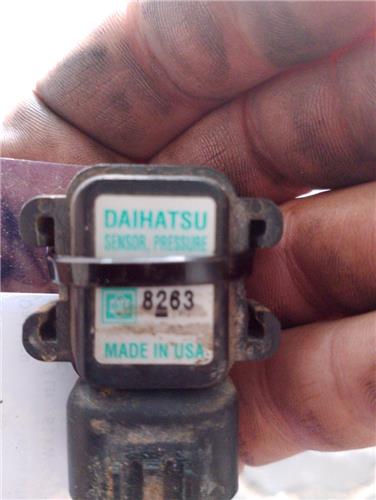 DAIHATSU
SENSOR, PRESSURE
8263
MADE IN USA